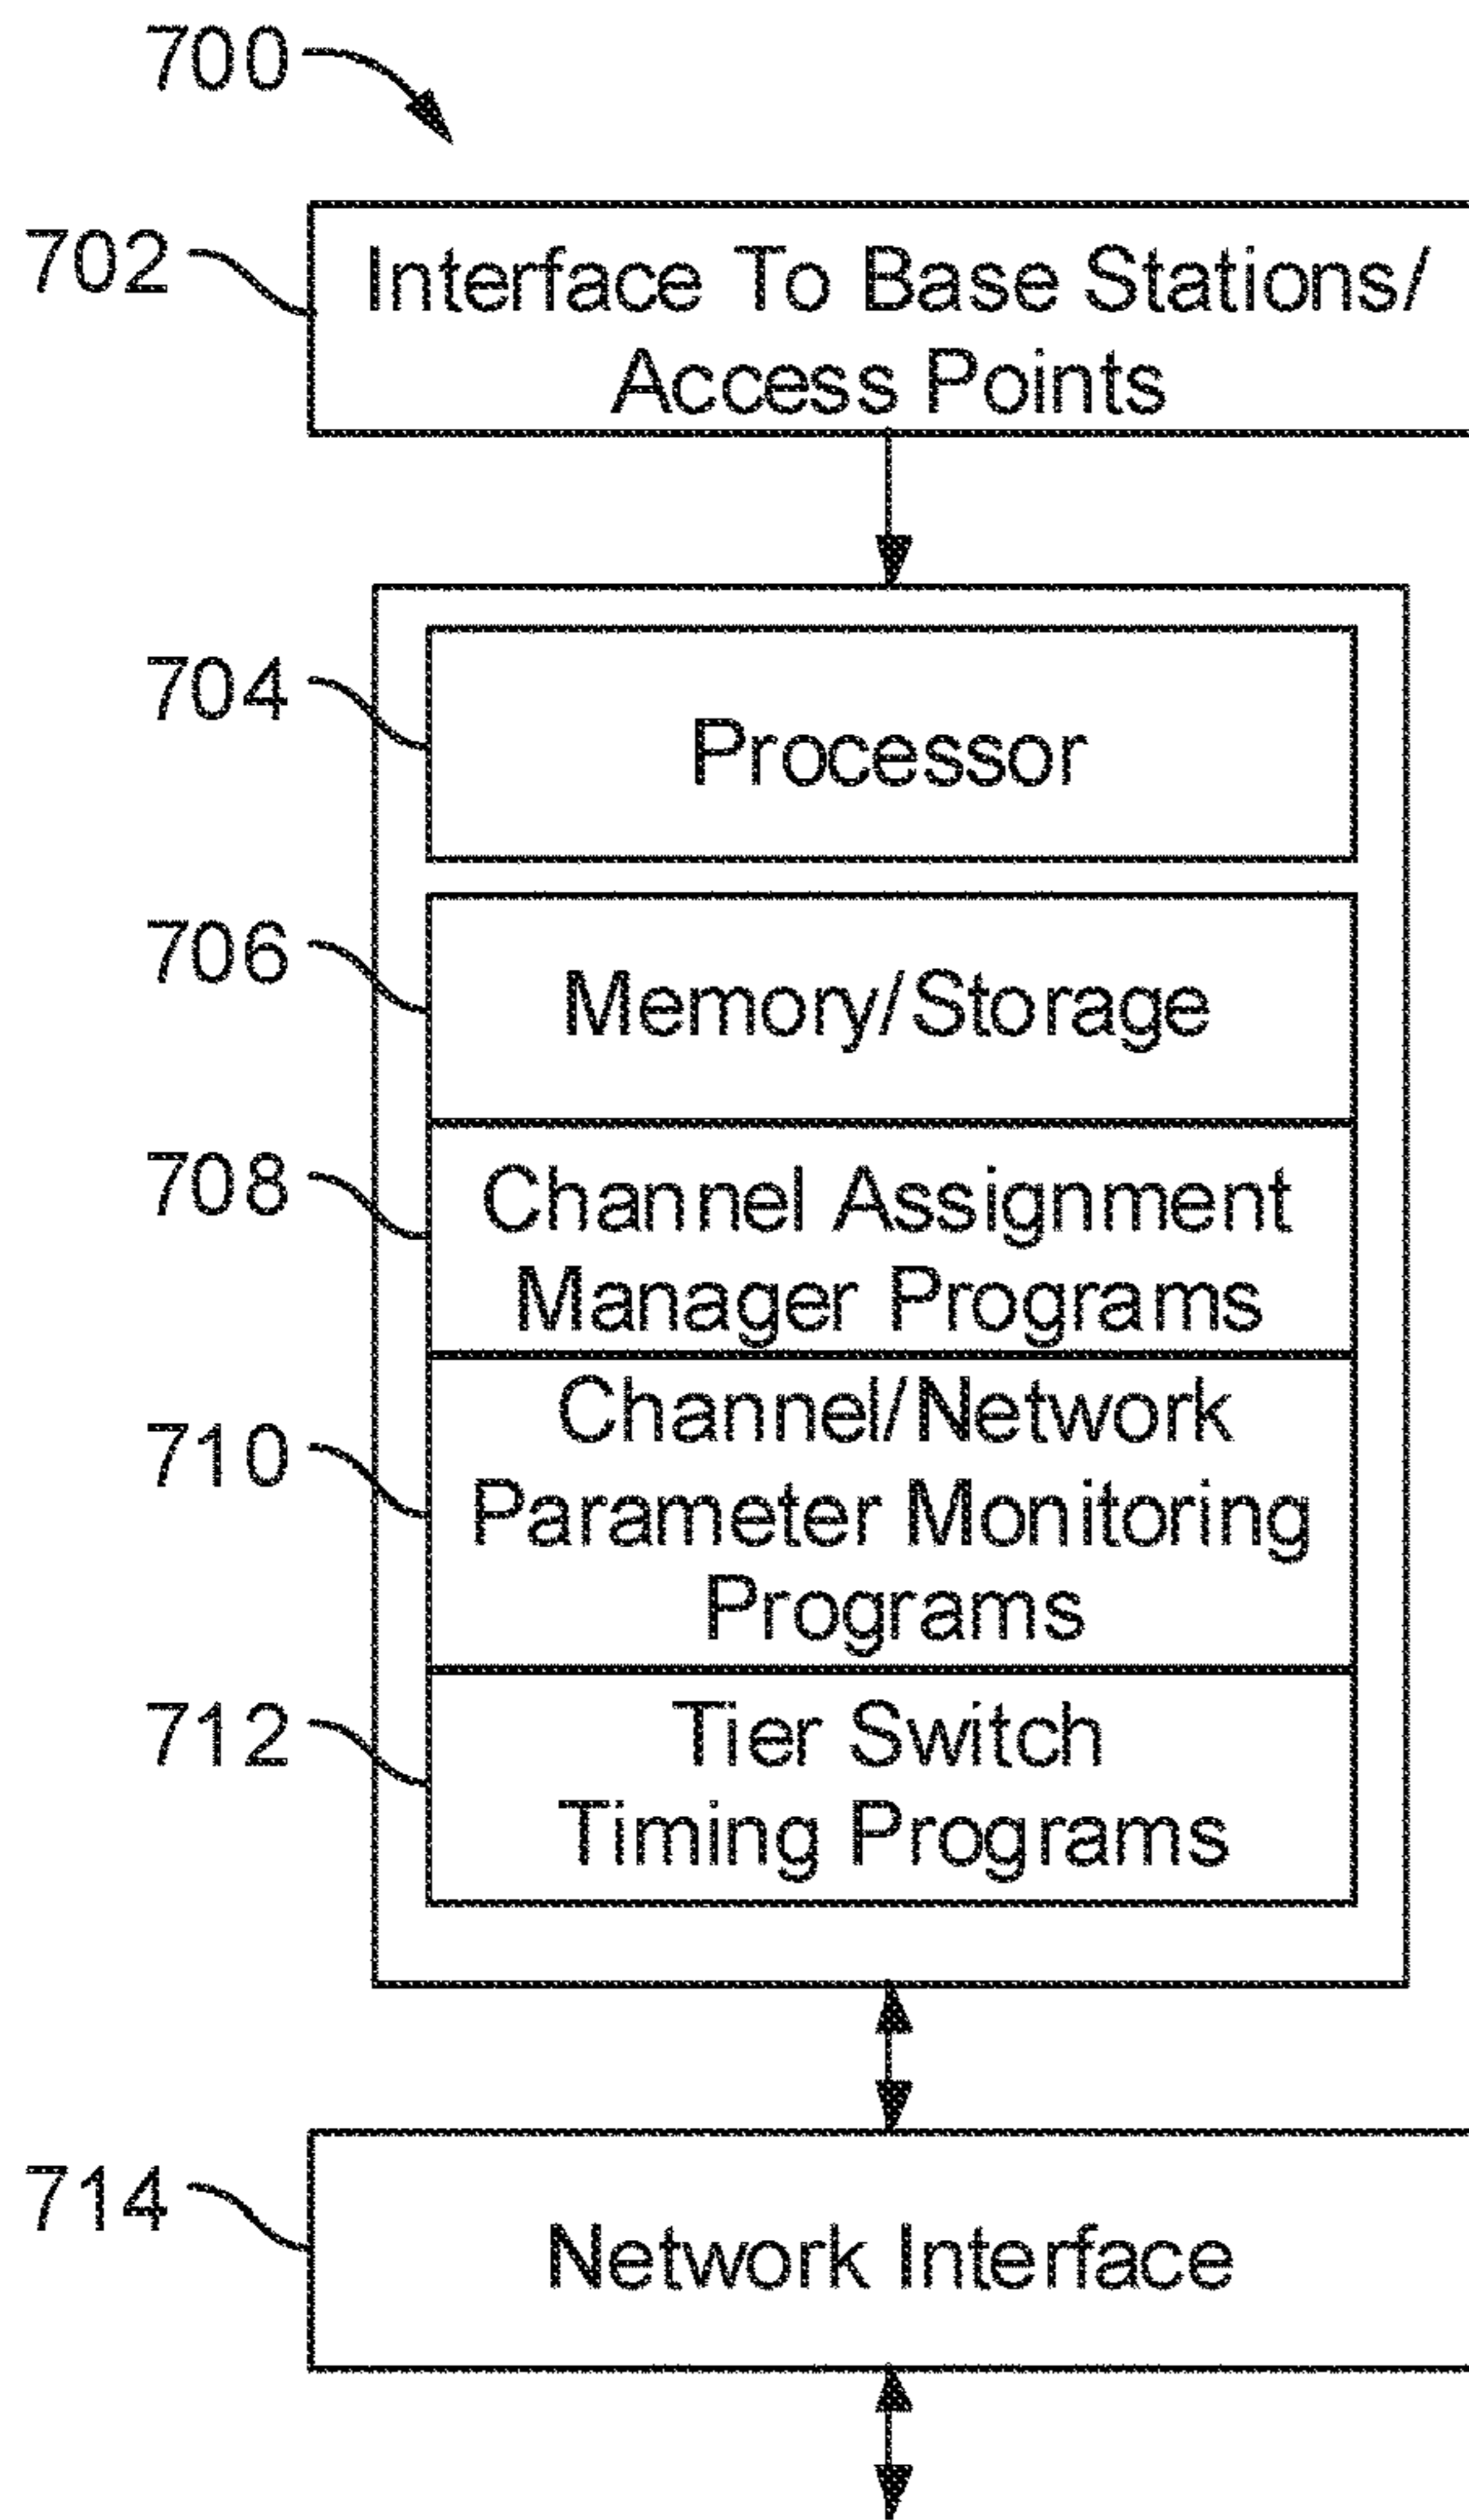 700
702
Interface To Base Stations/
Access Points
704
Processor
706
Memory/Storage
708
Channel Assignment
Manager Programs
710
Channel/Network
Parameter Monitoring
Programs
712
Tier Switch
Timing Programs
714
Network Interface